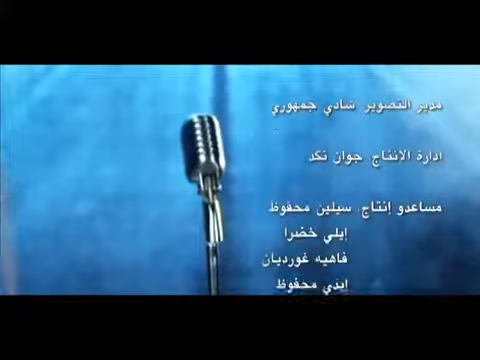 مدير التصوير شادي جمهوري
ادارة الانتاج جوان نكد
مساعدو إنتاج سيلين محفوظ
إيلي خضرا
فاهيه غورديان
إيدي محفوظ